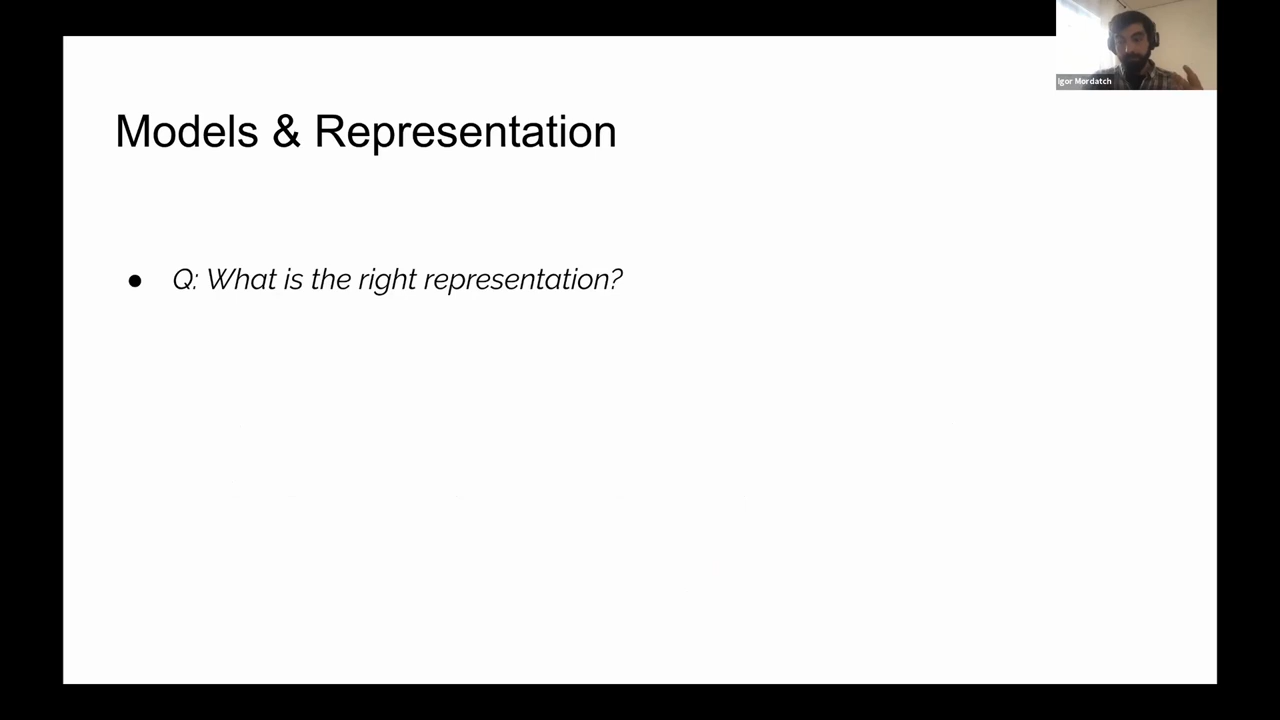 Igor Mordatch
Models & Representation
● Q: What is the right representation?